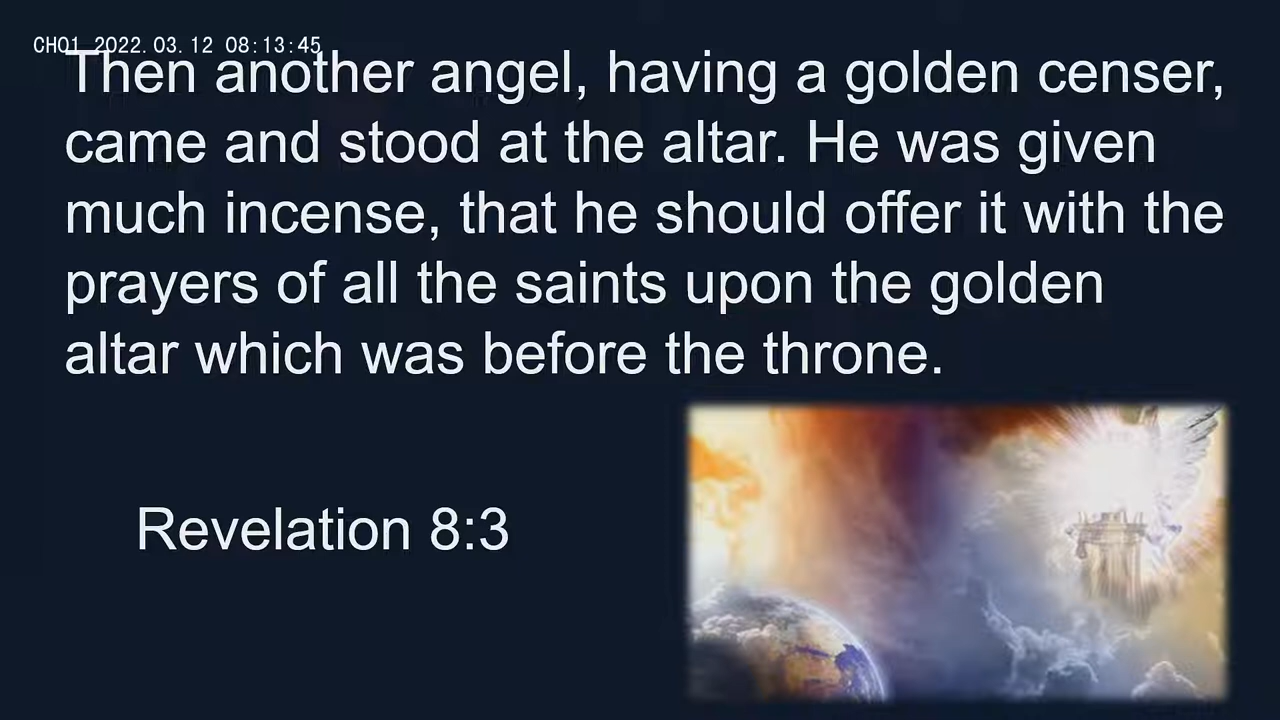 CH01 2022.03.12 08:13:45
Then another angel, having a golden censer,
came and stood at the altar. He was given
much incense, that he should offer it with the
prayers of all the saints upon the golden
altar which was before the throne.
Revelation 8:3